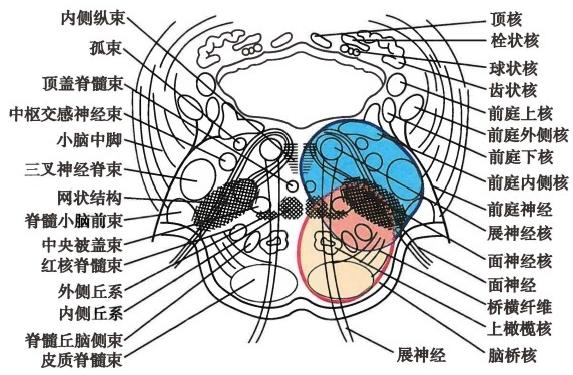 内侧纵束
孤束
顶盖脊髓束
中枢交感神经束
小脑中脚
三叉神经脊束
网状结构
脊髓小脑前束
中央被盖束
红核脊髓束
外侧丘系
内侧丘系
脊髓丘脑侧束
皮质脊髓束
顶核
栓状核
球状核
齿状核
前庭上核
前庭外侧核
前庭下核
前庭内侧核
前庭神经
展神经核
面神经核
面神经
桥横纤维
上橄榄核
脑桥核
展神经